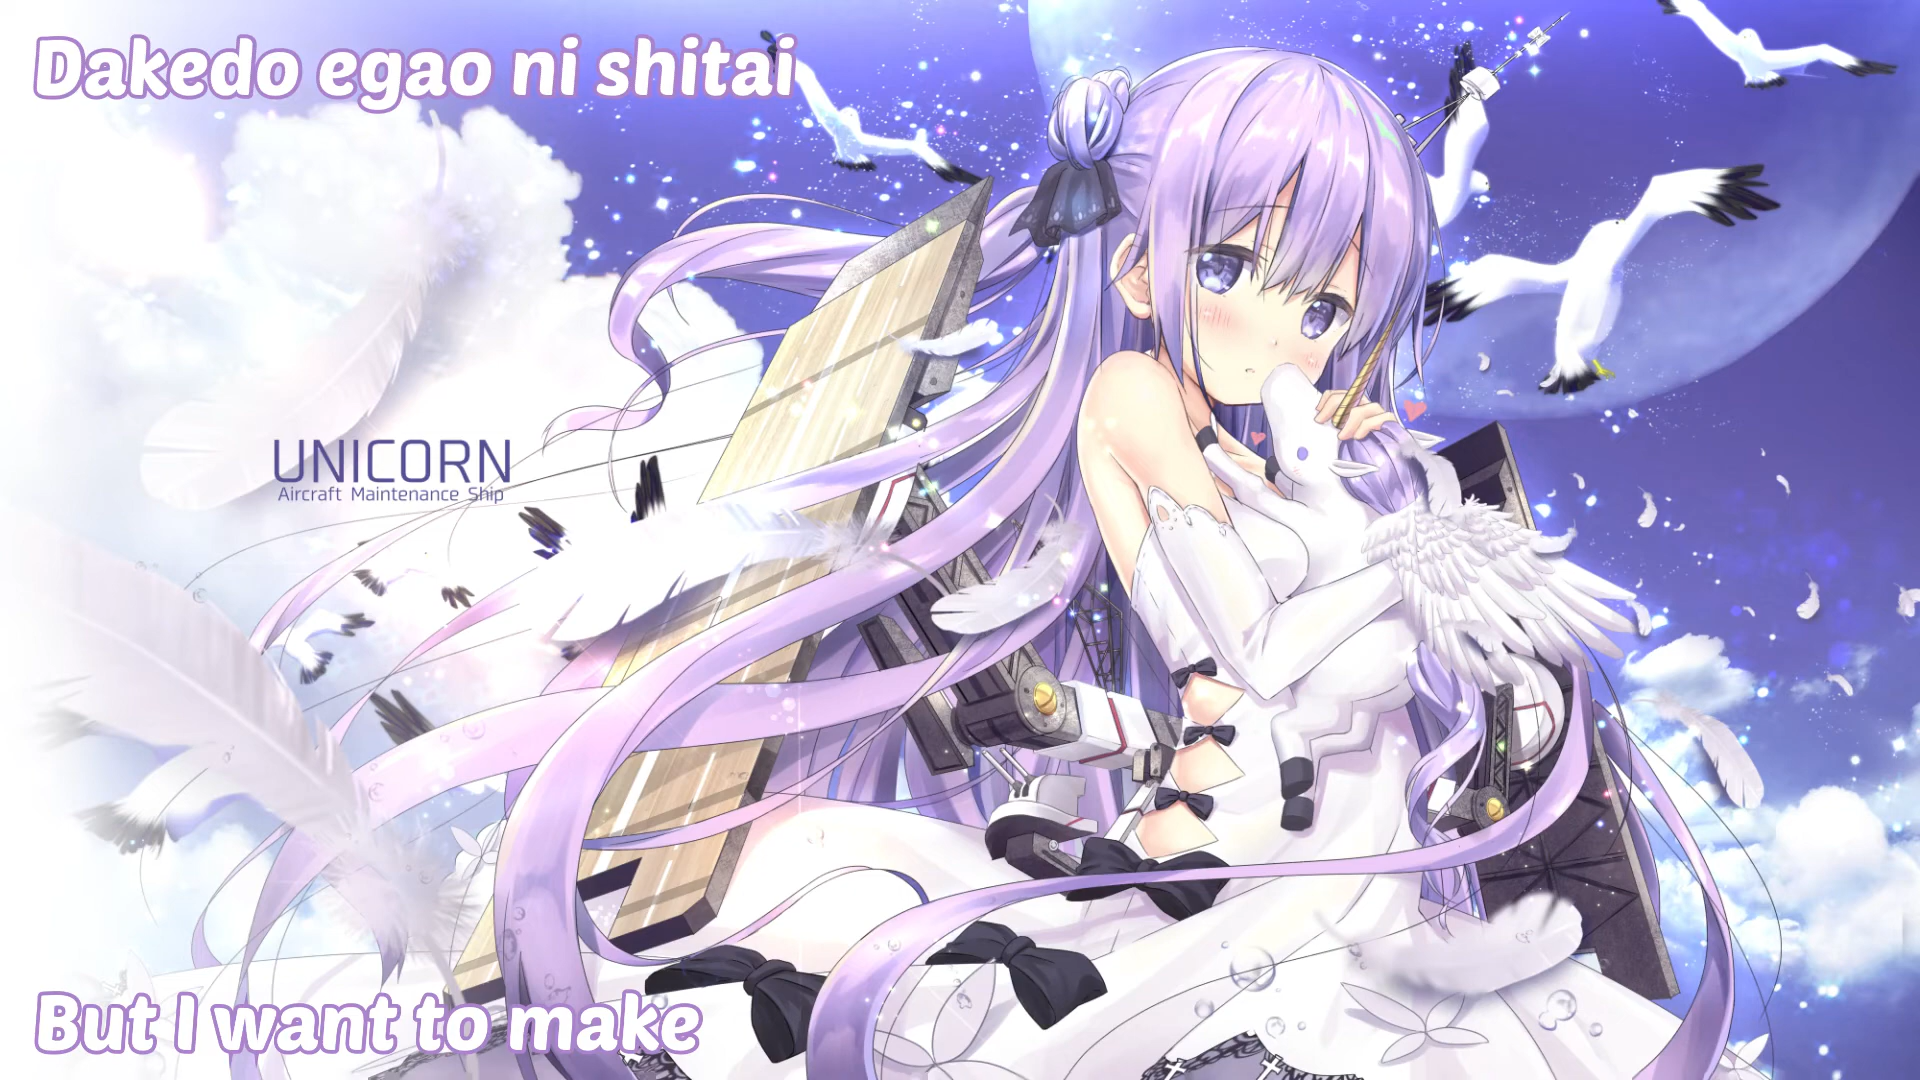 Dakedo egao ni shitai
UNICORN
Aircraft Maintenance Ship
But I want to make